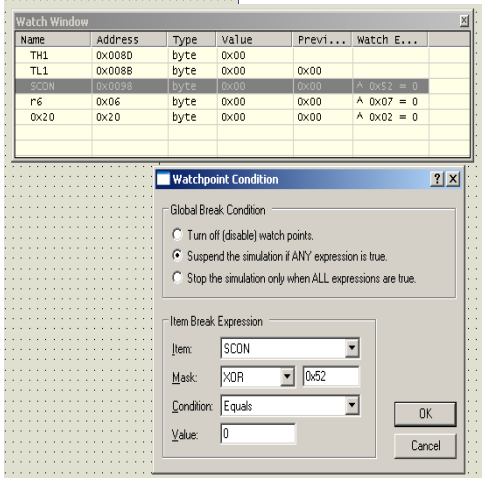 Watch Window
Name Address Type Value Previ... Watch E...
TH1 0x008D byte 0x00
TL1 0x008B byte 0x00 0x00
SCON 0x0098 byte 0x00 0x00 ^ 0x52 = 0
r6 0x06 byte 0x00 0x00 ^ 0x07 = 0
0x20 0x20 byte 0x00 0x00 ^ 0x02 = 0
Watchpoint Condition
Global Break Condition
Turn off (disable) watch points.
Suspend the simulation if ANY expression is true.
Stop the simulation only when ALL expressions are true.
Item Break Expression
Item: SCON
Mask: XOR 0x52
Condition: Equals
Value: 0
OK
Cancel